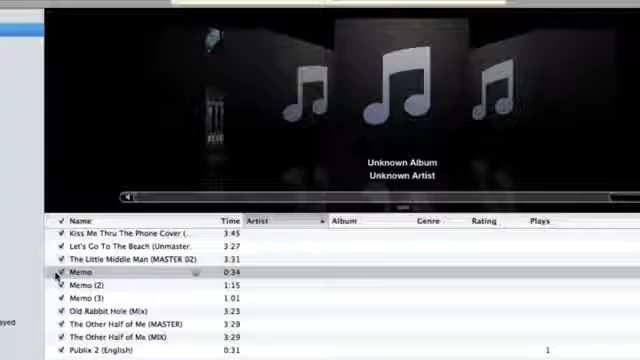 Unknown Album
Unknown Artist
Name Time Artist Album Genre Rating Plays
Kiss Me Thru The Phone Cover (... 3:45
Let's Go To The Beach (Unmaster... 3:27
The Little Middle Man (MASTER 02) 3:31
Memo 0:34
Memo (2) 1:15
Memo (3) 1:01
Old Rabbit Hole (Mix) 3:23
The Other Half of Me (MASTER) 3:29
ayed The Other Half of Me (MIX) 3:29
Publix 2 (English) 0:31 1